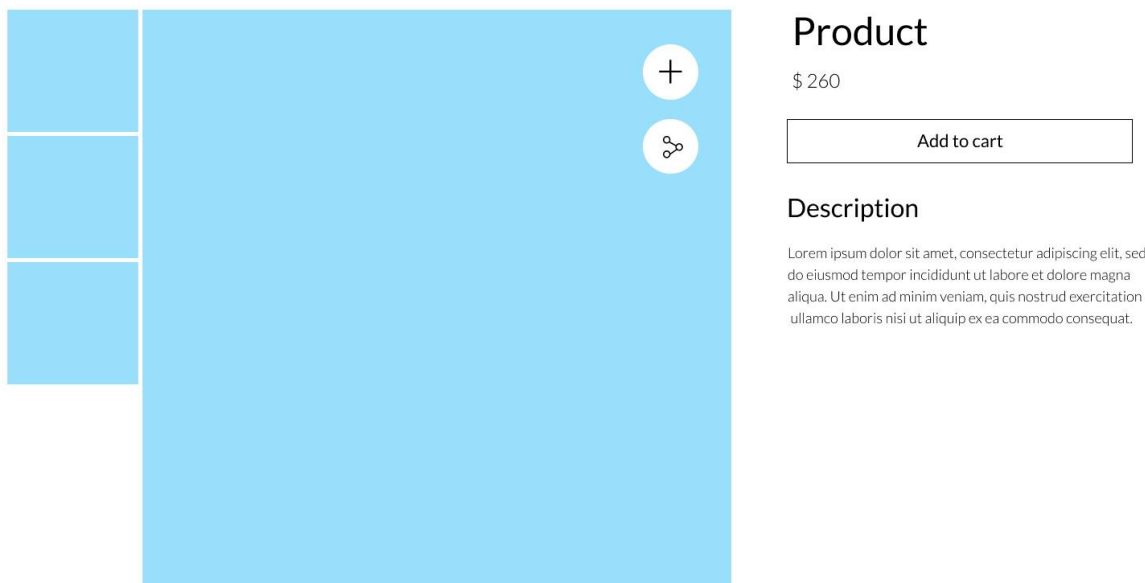 Product
$ 260
Add to cart
Description
Lorem ipsum dolor sit amet, consectetur adipiscing elit, sed
do eiusmod tempor incididunt ut labore et dolore magna
aliqua. Ut enim ad minim veniam, quis nostrud exercitation
ullamco laboris nisi ut aliquip ex ea commodo consequat.